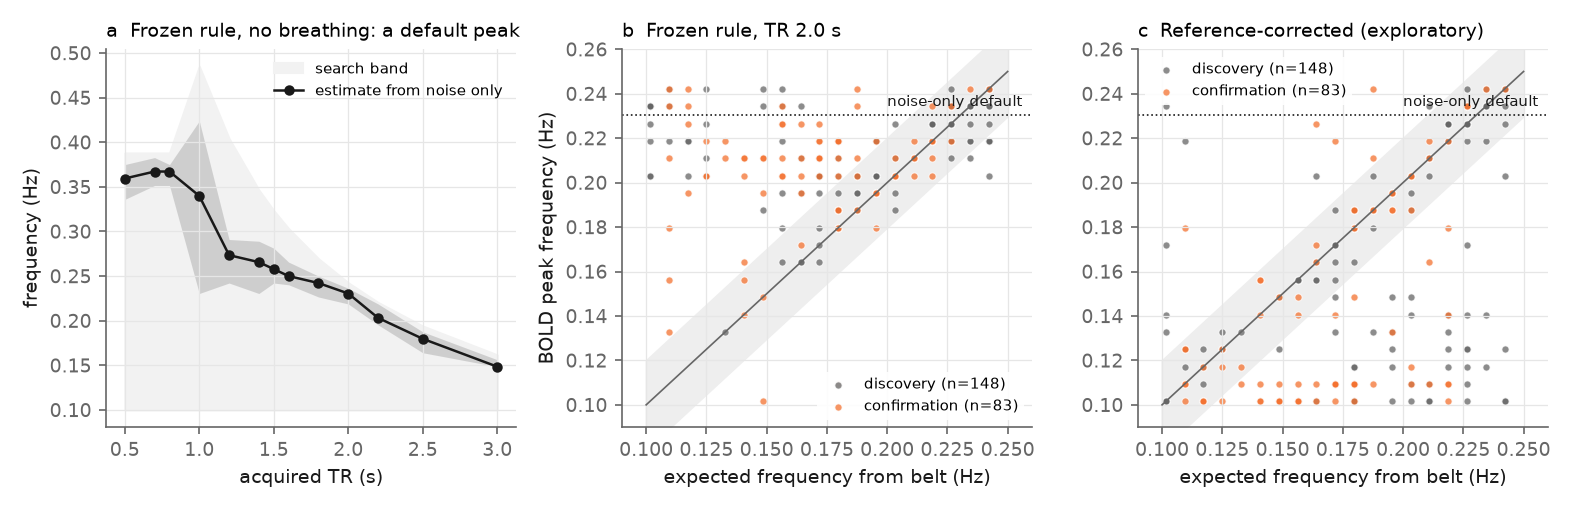 a Frozen rule, no breathing: a default peak
search band
estimate from noise only
0.50
0.45
0.40
0.35
0.30
0.25
0.20
0.15
0.10
frequency (Hz)
0.5 1.0 1.5 2.0 2.5 3.0
acquired TR (s)
b Frozen rule, TR 2.0 s
0.26
0.24
0.22
0.20
0.18
0.16
0.14
0.12
0.10
BOLD peak frequency (Hz)
noise-only default
discovery (n=148)
confirmation (n=83)
0.100 0.125 0.150 0.175 0.200 0.225 0.250
expected frequency from belt (Hz)
c Reference-corrected (exploratory)
discovery (n=148)
confirmation (n=83)
noise-only default
0.26
0.24
0.22
0.20
0.18
0.16
0.14
0.12
0.10
0.100 0.125 0.150 0.175 0.200 0.225 0.250
expected frequency from belt (Hz)